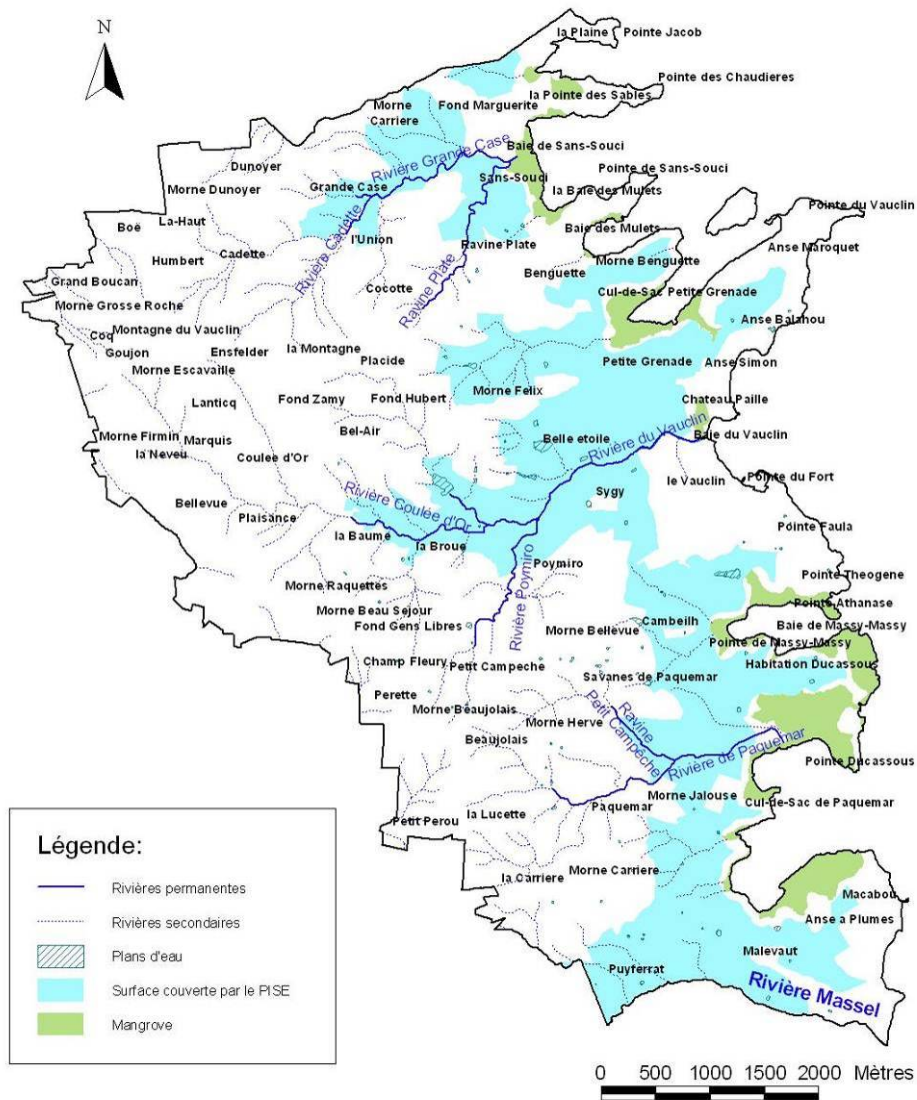 N
la Plaine
Pointe Jacob
Pointe des Chaudieres
la Pointe des Sables
Morne Carriere
Fond Marguerite
Rivière Grande Case
Baie de Sans-Souci
Dunoyer
Pointe de Sans-Souci
Sans-Souci
Morne Dunoyer
Grande Case
la Baie des Mulets
Pointe du Vauclin
La-Haut
Boë
Rivière Cadette
l'Union
Baie des Mulets
Ravine Plate
Anse Maroquet
Humbert
Cadette
Morne Benguette
Benguette
Grand Boucan
Cocotte
Ravine Plate
Cul-de-Sac Petite Grenade
Morne Grosse Roche
Anse Balahou
Coq
Montagne du Vauclin
Goujon
Ensfelder
la Montagne
Placide
Petite Grenade
Anse Simon
Morne Escavaille
Morne Felix
Lanticq
Fond Zamy
Fond Hubert
Chateau Paille
Morne Firmin
Marquis
Bel-Air
Belle etoile
Rivière du Vauclin
Baie du Vauclin
la Neveu
Coulee d'Or
Pointe du Fort
le Vauclin
Rivière Coulée d'Or
Sygy
Bellevue
Plaisance
Pointe Faula
la Baume
la Broue
Poymiro
Pointe Theogene
Morne Raquettes
Rivière Poymiro
Pointe Athanase
Morne Beau Sejour
Fond Gens Libres
Morne Bellevue
Cambeilh
Baie de Massy-Massy
Pointe de Massy-Massy
Champ Fleury
Petit Campeche
Habitation Ducassous
Savanes de Paquemar
Perette
Morne Beaujolais
Ravine Petit Campêche
Morne Herve
Beaujolais
Rivière de Paquemar
Pointe Ducassous
Morne Jalouse
Cul-de-Sac de Paquemar
Paquemar
la Lucette
Petit Perou
la Carriere
Morne Carriere
Macabou
Anse a Plumes
Malevaut
Puyferrat
Rivière Massel
Légende:
Rivières permanentes
Rivières secondaires
Plans d'eau
Surface couverte par le PISE
Mangrove
0 500 1000 1500 2000 Mètres